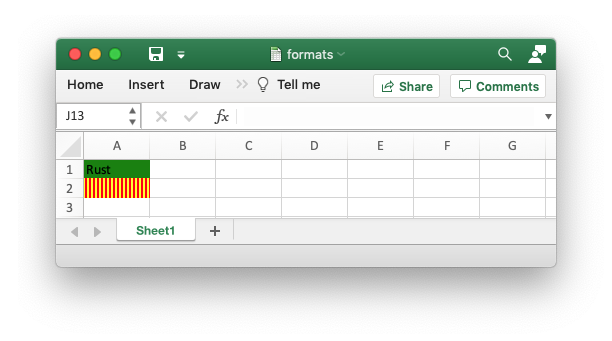 formats
Home Insert Draw Tell me Share Comments
J13 fx
A B C D E F G
1 Rust
2
3
Sheet1